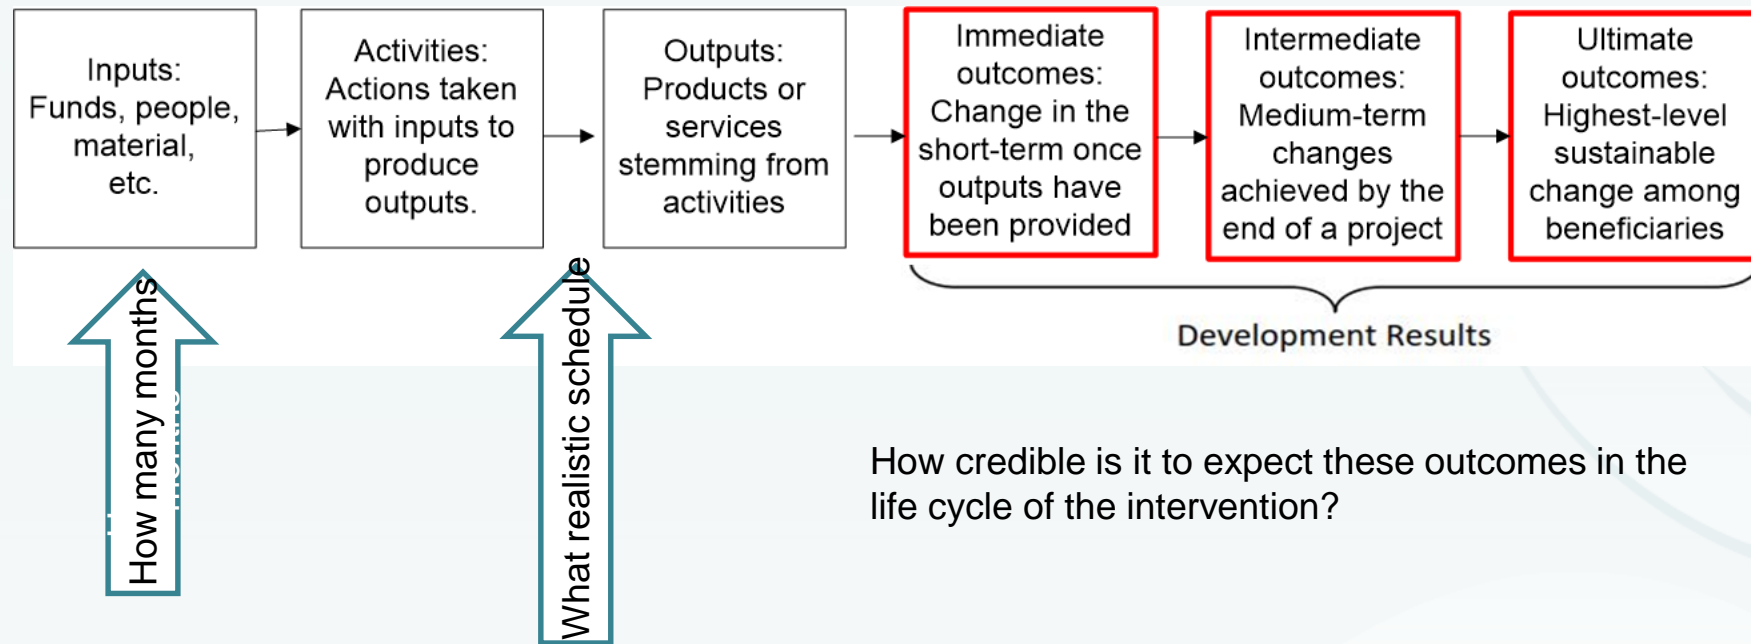 Inputs:
Funds, people,
material,
etc.
Activities:
Actions taken
with inputs to
produce
outputs.
Outputs:
Products or
services
stemming from
activities
Immediate
outcomes:
Change in the
short-term once
outputs have
been provided
Intermediate
outcomes:
Medium-term
changes
achieved by the
end of a project
Ultimate
outcomes:
Highest-level
sustainable
change among
beneficiaries
Development Results
How many months
What realistic schedule
How credible is it to expect these outcomes in the
life cycle of the intervention?